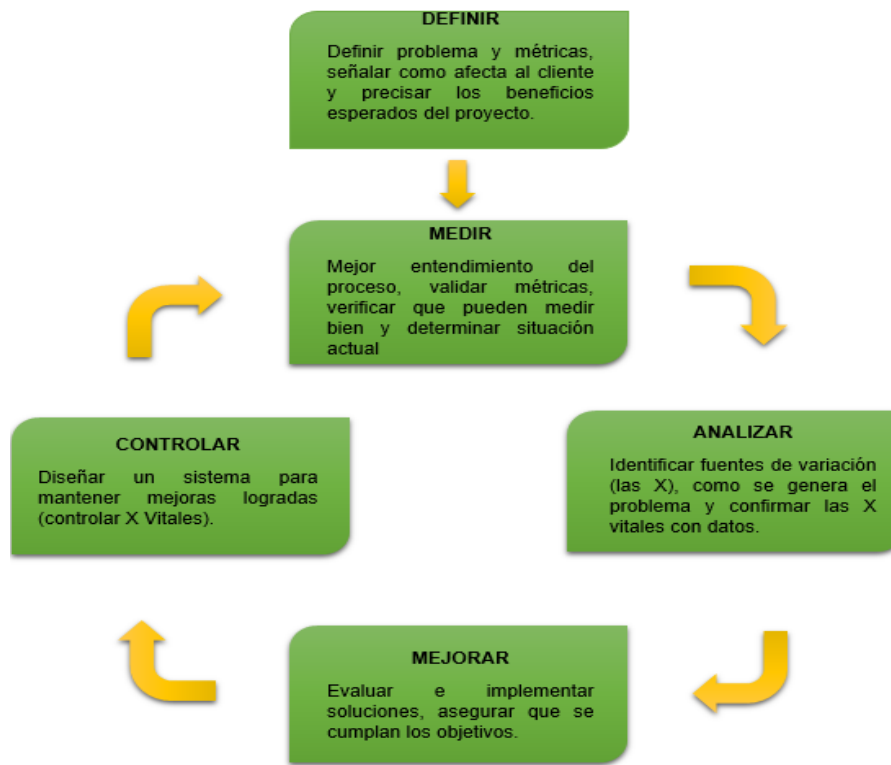 DEFINIR
Definir problema y métricas,
señalar como afecta al cliente
y precisar los beneficios
esperados del proyecto.
MEDIR
Mejor entendimiento del
proceso, validar métricas,
verificar que pueden medir
bien y determinar situación
actual
CONTROLAR
Diseñar un sistema para
mantener mejoras logradas
(controlar X Vitales).
ANALIZAR
Identificar fuentes de variación
(las X), como se genera el
problema y confirmar las X
vitales con datos.
MEJORAR
Evaluar e implementar
soluciones, asegurar que se
cumplan los objetivos.